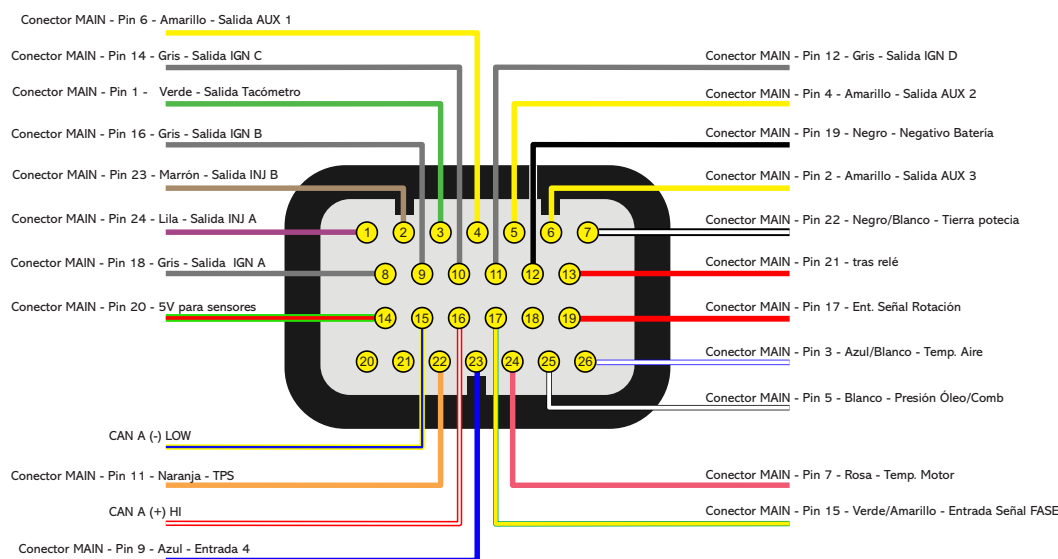 Conector MAIN - Pin 6 - Amarillo - Salida AUX 1
Conector MAIN - Pin 14 - Gris - Salida IGN C
Conector MAIN - Pin 1 - Verde - Salida Tacómetro
Conector MAIN - Pin 16 - Gris - Salida IGN B
Conector MAIN - Pin 23 - Marrón - Salida INJ B
Conector MAIN - Pin 24 - Lila - Salida INJ A
Conector MAIN - Pin 18 - Gris - Salida IGN A
Conector MAIN - Pin 20 - 5V para sensores
CAN A (-) LOW
Conector MAIN - Pin 11 - Naranja - TPS
CAN A (+) HI
Conector MAIN - Pin 9 - Azul - Entrada 4
1 2 3 4 5 6 7
8 9 10 11 12 13
14 15 16 17 18 19
20 21 22 23 24 25 26
Conector MAIN - Pin 12 - Gris - Salida IGN D
Conector MAIN - Pin 4 - Amarillo - Salida AUX 2
Conector MAIN - Pin 19 - Negro - Negativo Batería
Conector MAIN - Pin 2 - Amarillo - Salida AUX 3
Conector MAIN - Pin 22 - Negro/Blanco - Tierra potecia
Conector MAIN - Pin 21 - tras relé
Conector MAIN - Pin 17 - Ent. Señal Rotación
Conector MAIN - Pin 3 - Azul/Blanco - Temp. Aire
Conector MAIN - Pin 5 - Blanco - Presión Óleo/Comb
Conector MAIN - Pin 7 - Rosa - Temp. Motor
Conector MAIN - Pin 15 - Verde/Amarillo - Entrada Señal FASE